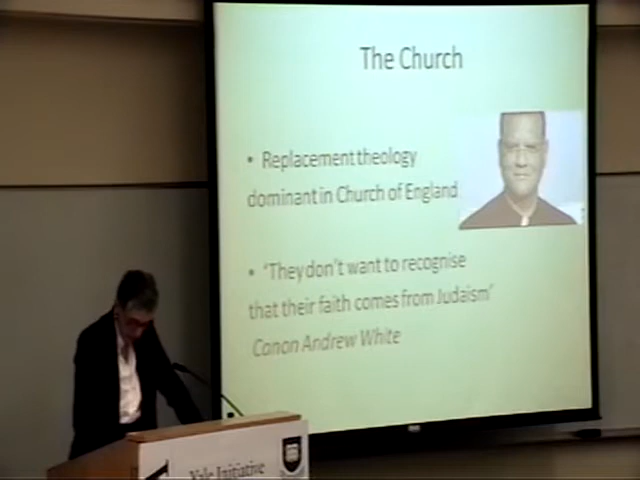 The Church
• Replacement theology
dominant in Church of England
• 'They don't want to recognise
that their faith comes from Judaism'
Canon Andrew White
Yale Initiative